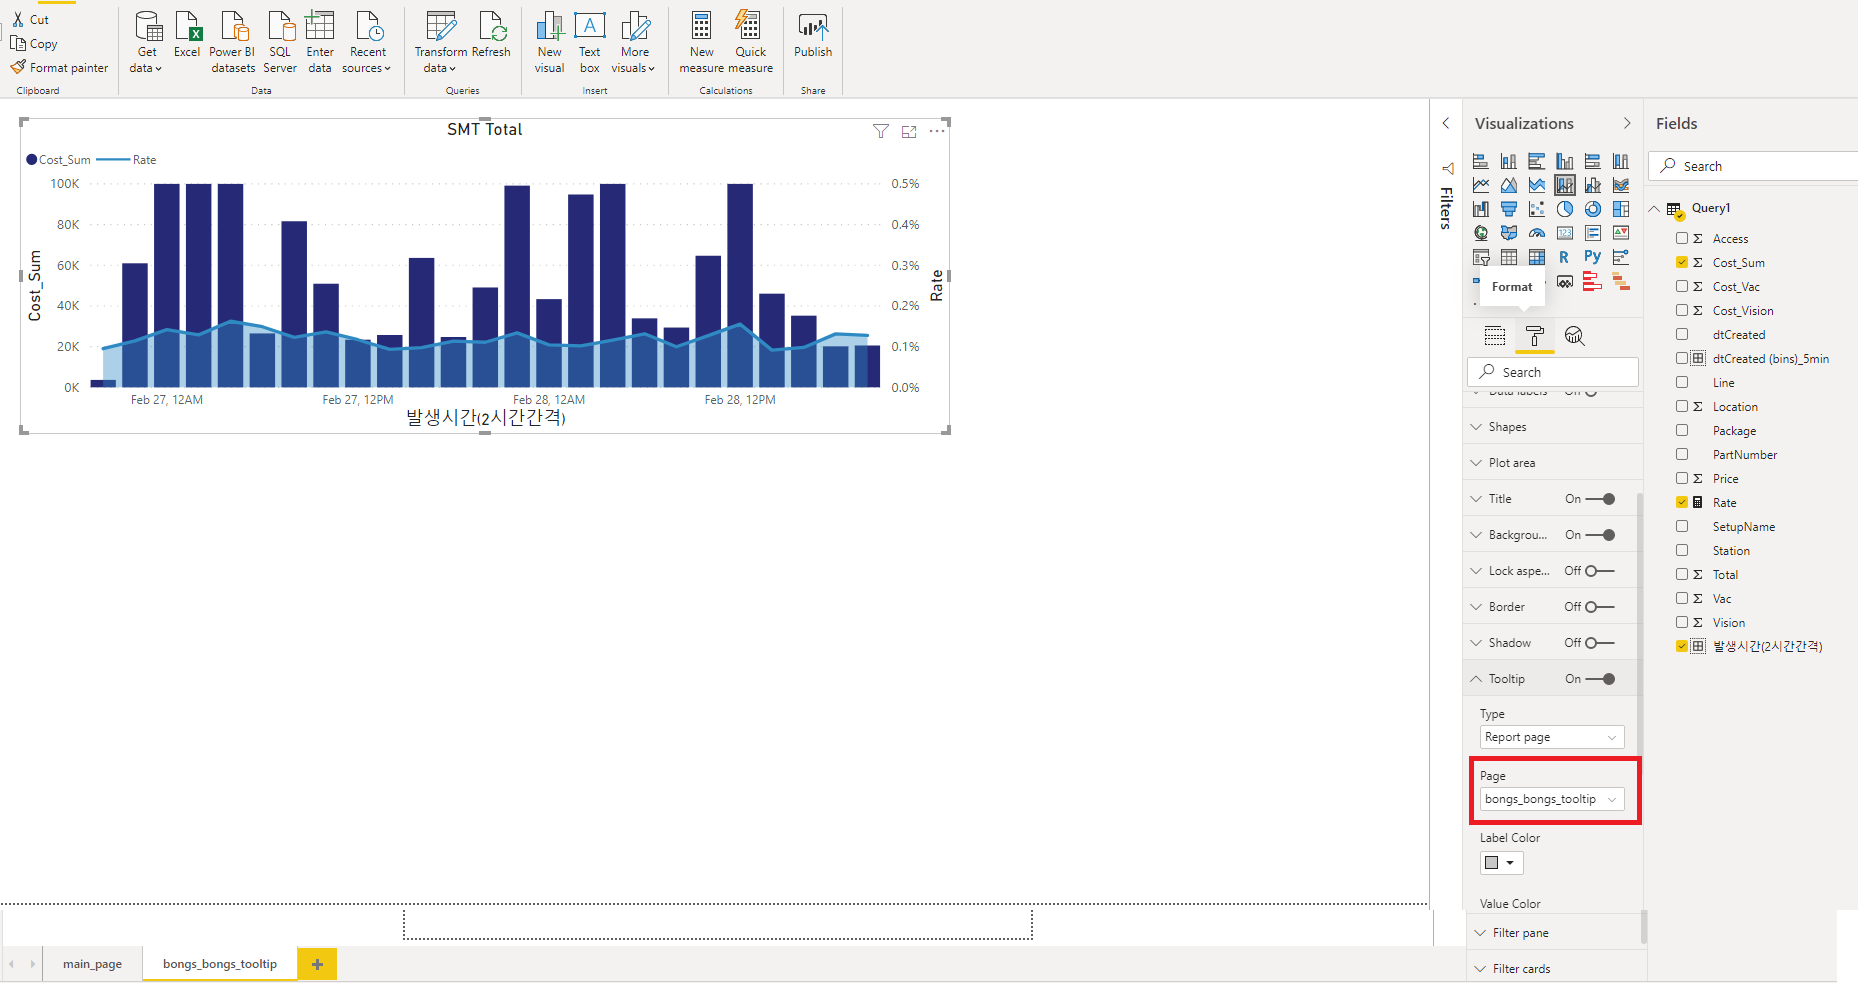 Cut
Copy
Format painter
Clipboard
Get data
Excel
Power BI datasets
SQL Server
Enter data
Recent sources
Data
Transform data
Refresh
Queries
New visual
Text box
More visuals
Insert
New measure
Quick measure
Calculations
Publish
Share
SMT Total
Cost_Sum
Rate
100K
80K
60K
40K
20K
0K
Cost_Sum
0.5%
0.4%
0.3%
0.2%
0.1%
0.0%
Rate
Feb 27, 12AM
Feb 27, 12PM
Feb 28, 12AM
Feb 28, 12PM
발생시간(2시간간격)
Filters
Visualizations
R
Py
123
Format
Search
Data labels Off
Shapes
Plot area
Title On
Backgrou... On
Lock aspe... Off
Border Off
Shadow Off
Tooltip On
Type
Report page
Page
bongs_bongs_tooltip
Label Color
Value Color
Filter pane
Filter cards
Fields
Search
Query1
Access
Cost_Sum
Cost_Vac
Cost_Vision
dtCreated
dtCreated (bins)_5min
Line
Location
Package
PartNumber
Price
Rate
SetupName
Station
Total
Vac
Vision
발생시간(2시간간격)
main_page
bongs_bongs_tooltip